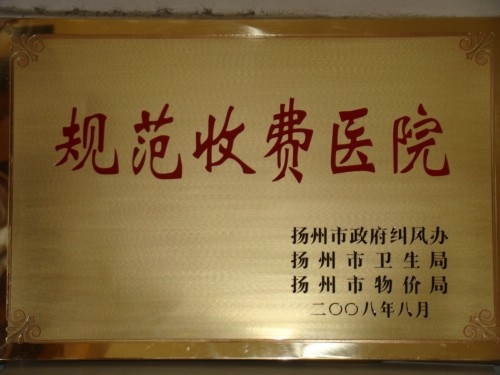 规范收费医院
扬州市政府纠风办
扬州市卫生局
扬州市物价局
二〇〇八年八月